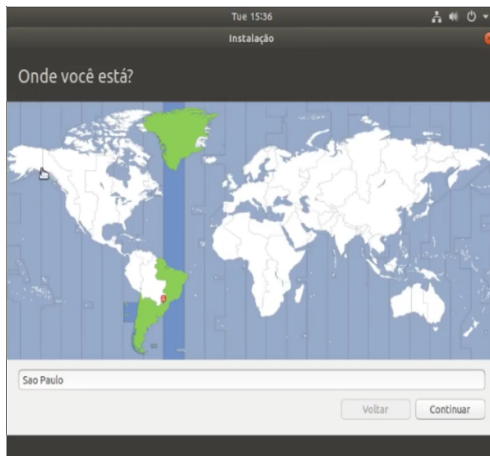 Tue 15:36
Instalação
Onde você está?
Sao Paulo
Voltar
Continuar